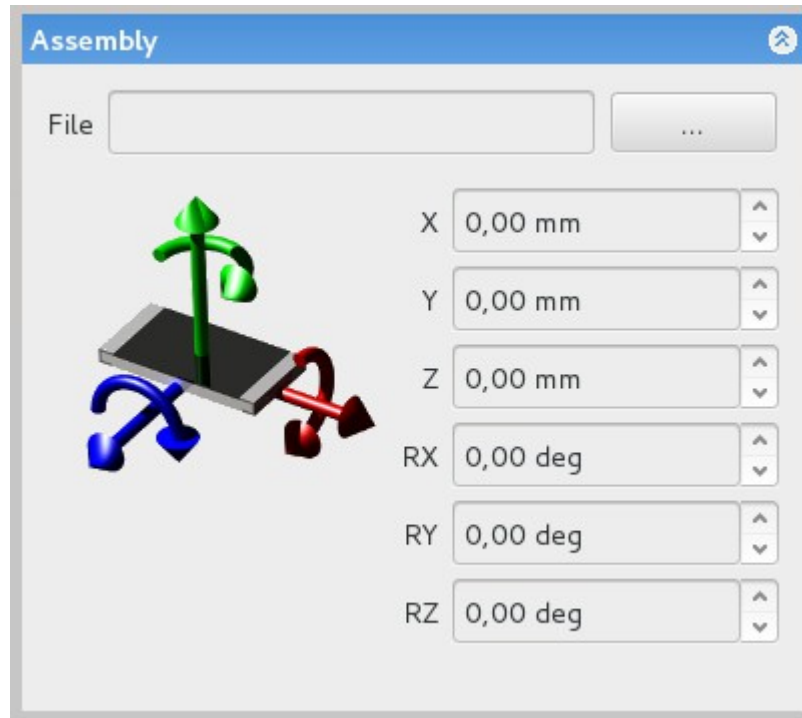 Assembly
File ...
X 0,00 mm
Y 0,00 mm
Z 0,00 mm
RX 0,00 deg
RY 0,00 deg
RZ 0,00 deg